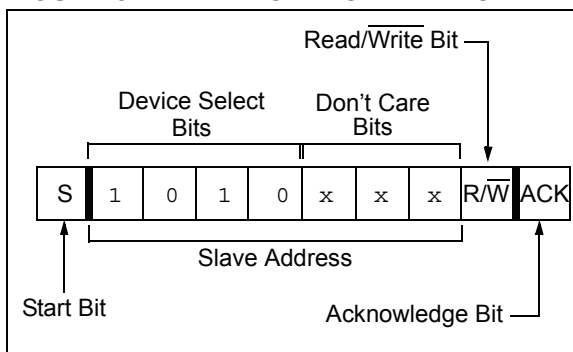 Read/Write Bit
Device Select Bits
Don't Care Bits
S 1 0 1 0 x x x R/W ACK
Slave Address
Start Bit
Acknowledge Bit